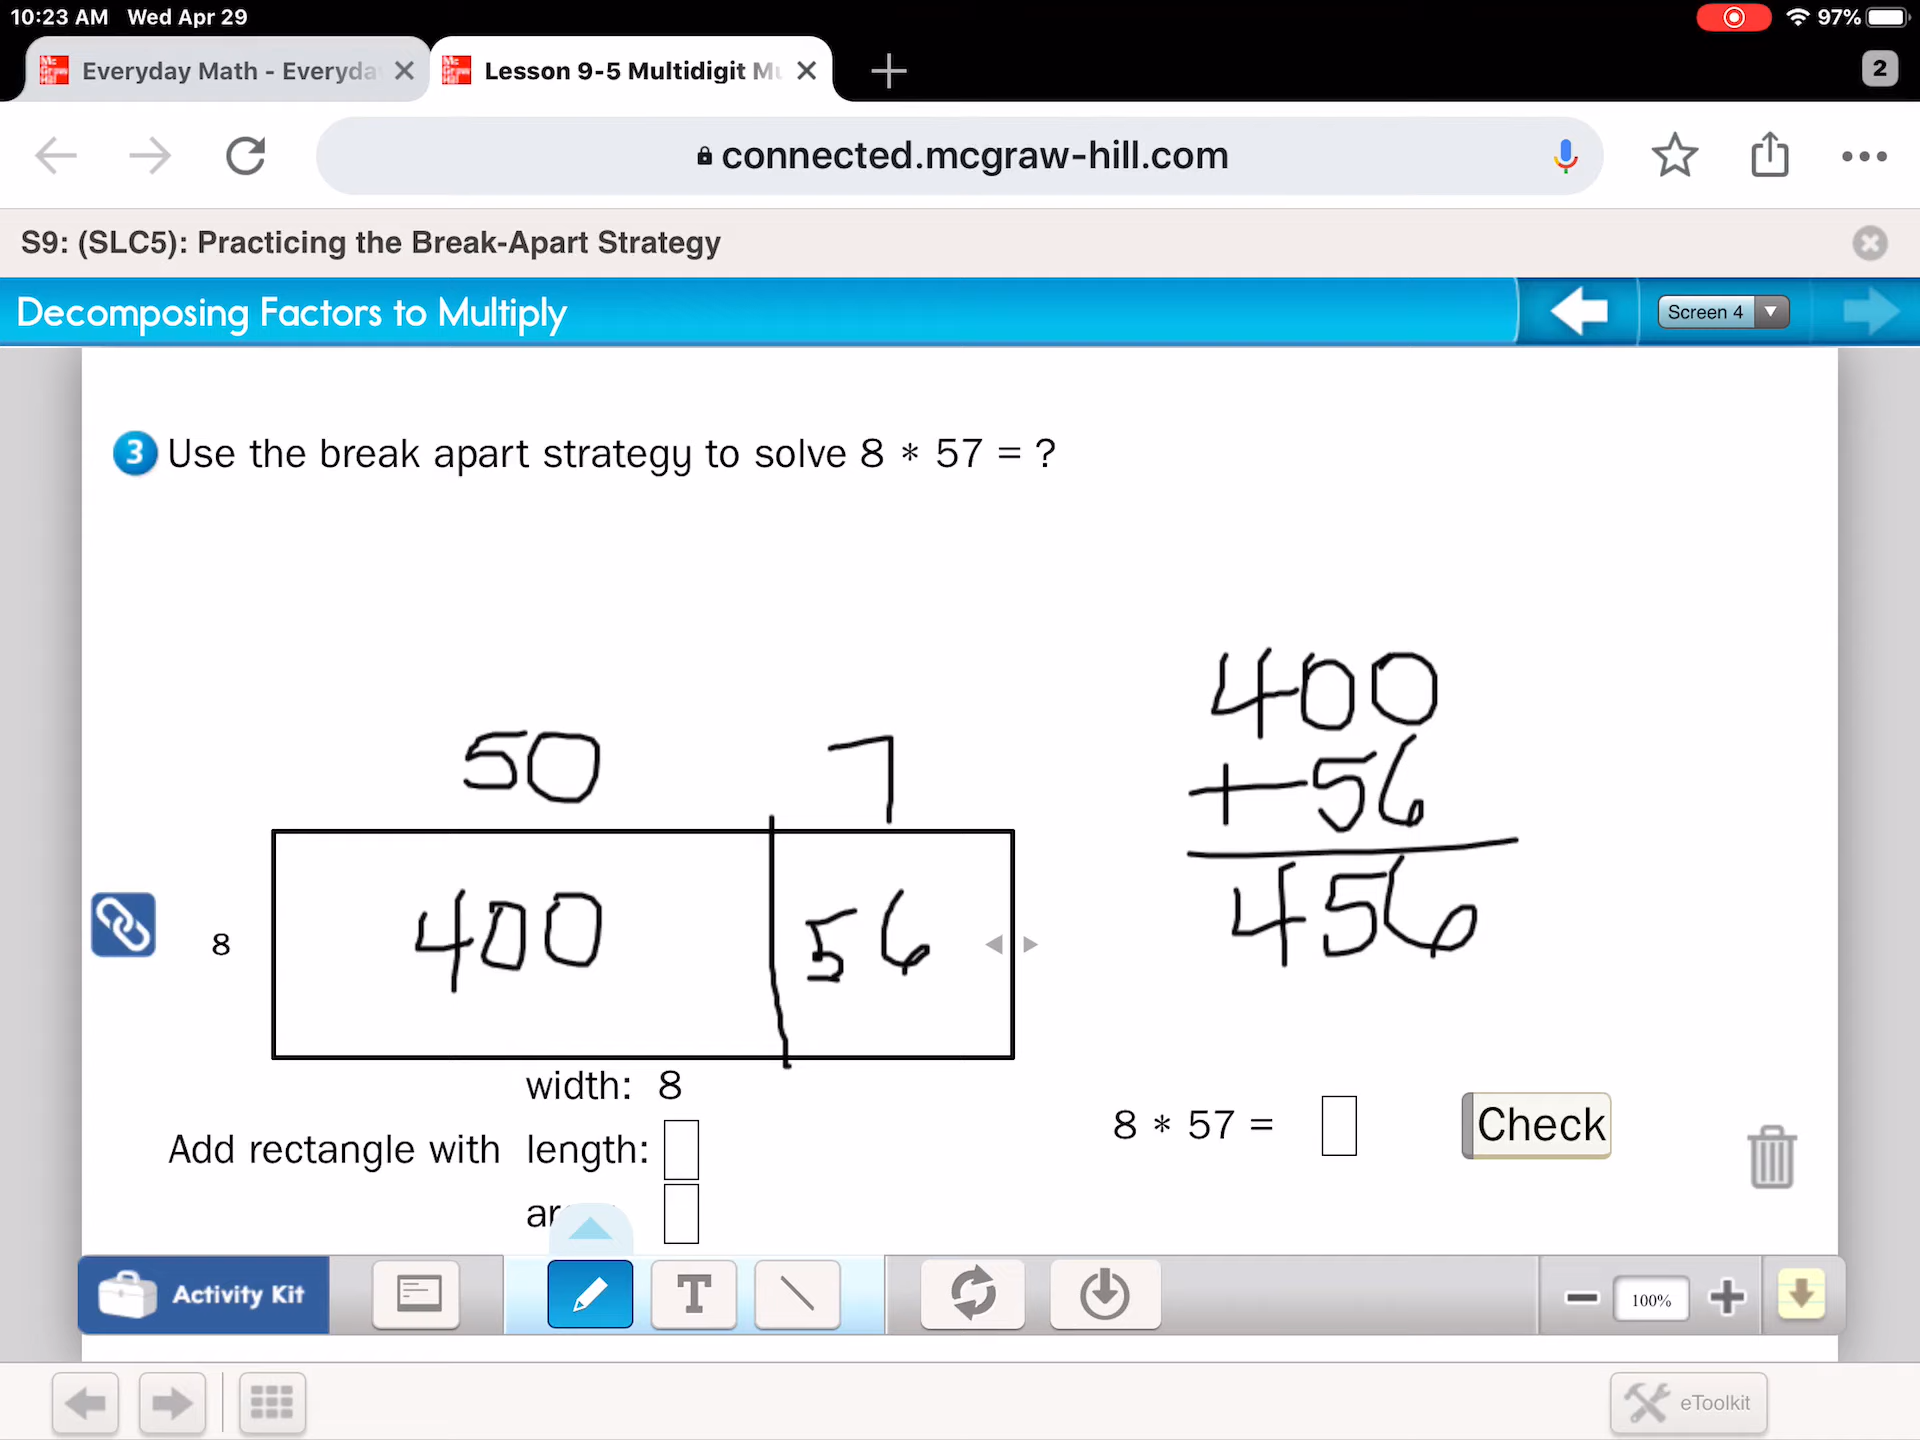 10:23 AM Wed Apr 29
97%
Everyday Math - Everyda
Lesson 9-5 Multidigit Mu
2
connected.mcgraw-hill.com
S9: (SLC5): Practicing the Break-Apart Strategy
Decomposing Factors to Multiply
Screen 4
3 Use the break apart strategy to solve 8 * 57 = ?
50 7
8 400 56
400
+56
456
width: 8
Add rectangle with length:
8 * 57 =
Check
Activity Kit
T
100%
eToolkit